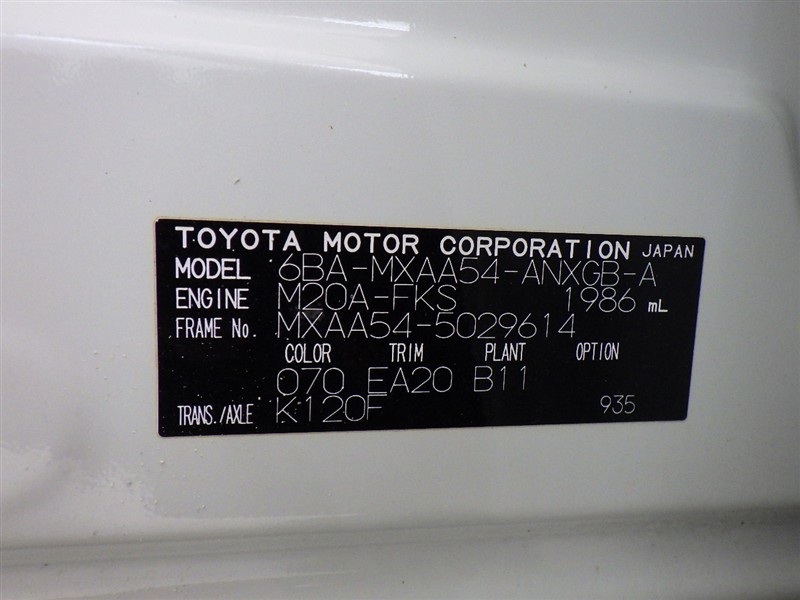 TOYOTA MOTOR CORPORATION JAPAN
MODEL 6BA-MXAA54-ANXGB-A
ENGINE M20A-FKS 1986 mL
FRAME No. MXAA54-5029614
COLOR TRIM PLANT OPTION
070 EA20 B11
TRANS./AXLE K120F 935